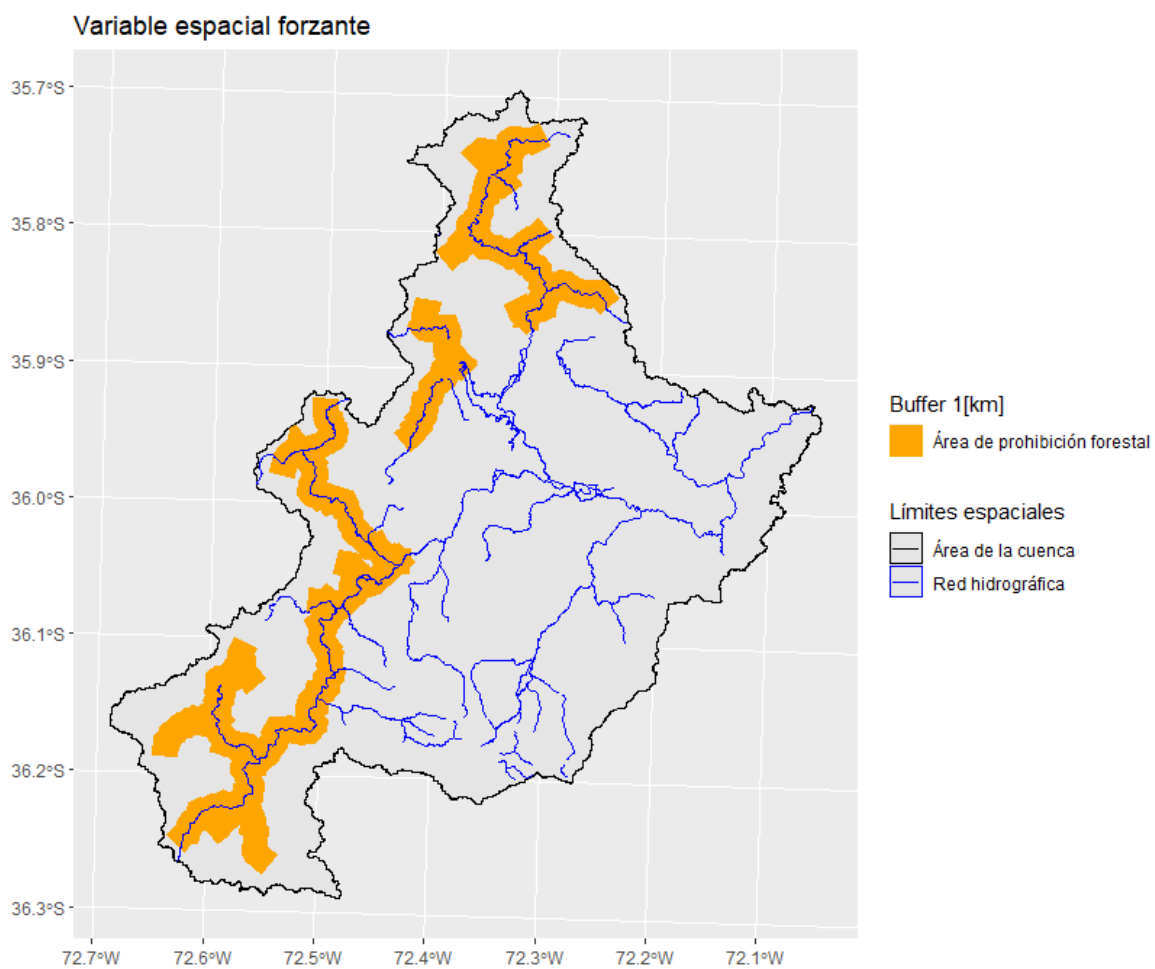 Variable espacial forzante
35.7°S
35.8°S
35.9°S
36.0°S
36.1°S
36.2°S
36.3°S
72.7°W
72.6°W
72.5°W
72.4°W
72.3°W
72.2°W
72.1°W
Buffer 1[km]
Área de prohibición forestal
Límites espaciales
Área de la cuenca
Red hidrográfica